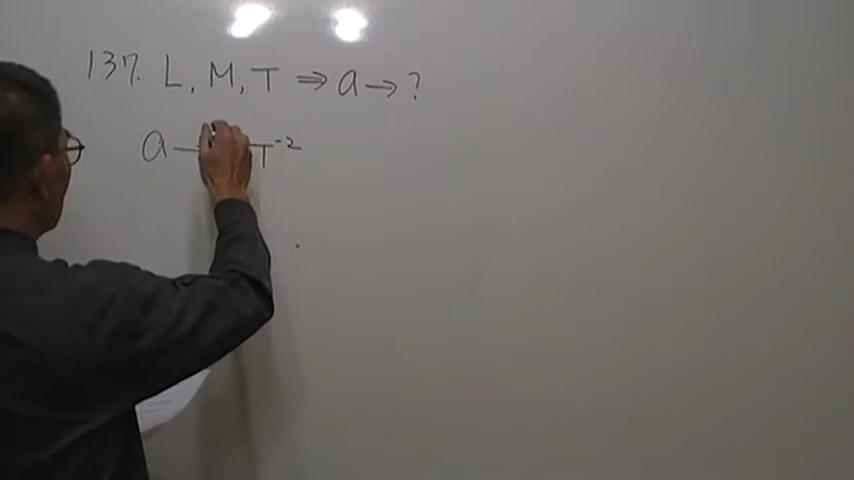 137. L, M, T ⇒ a → ?
a — T⁻²